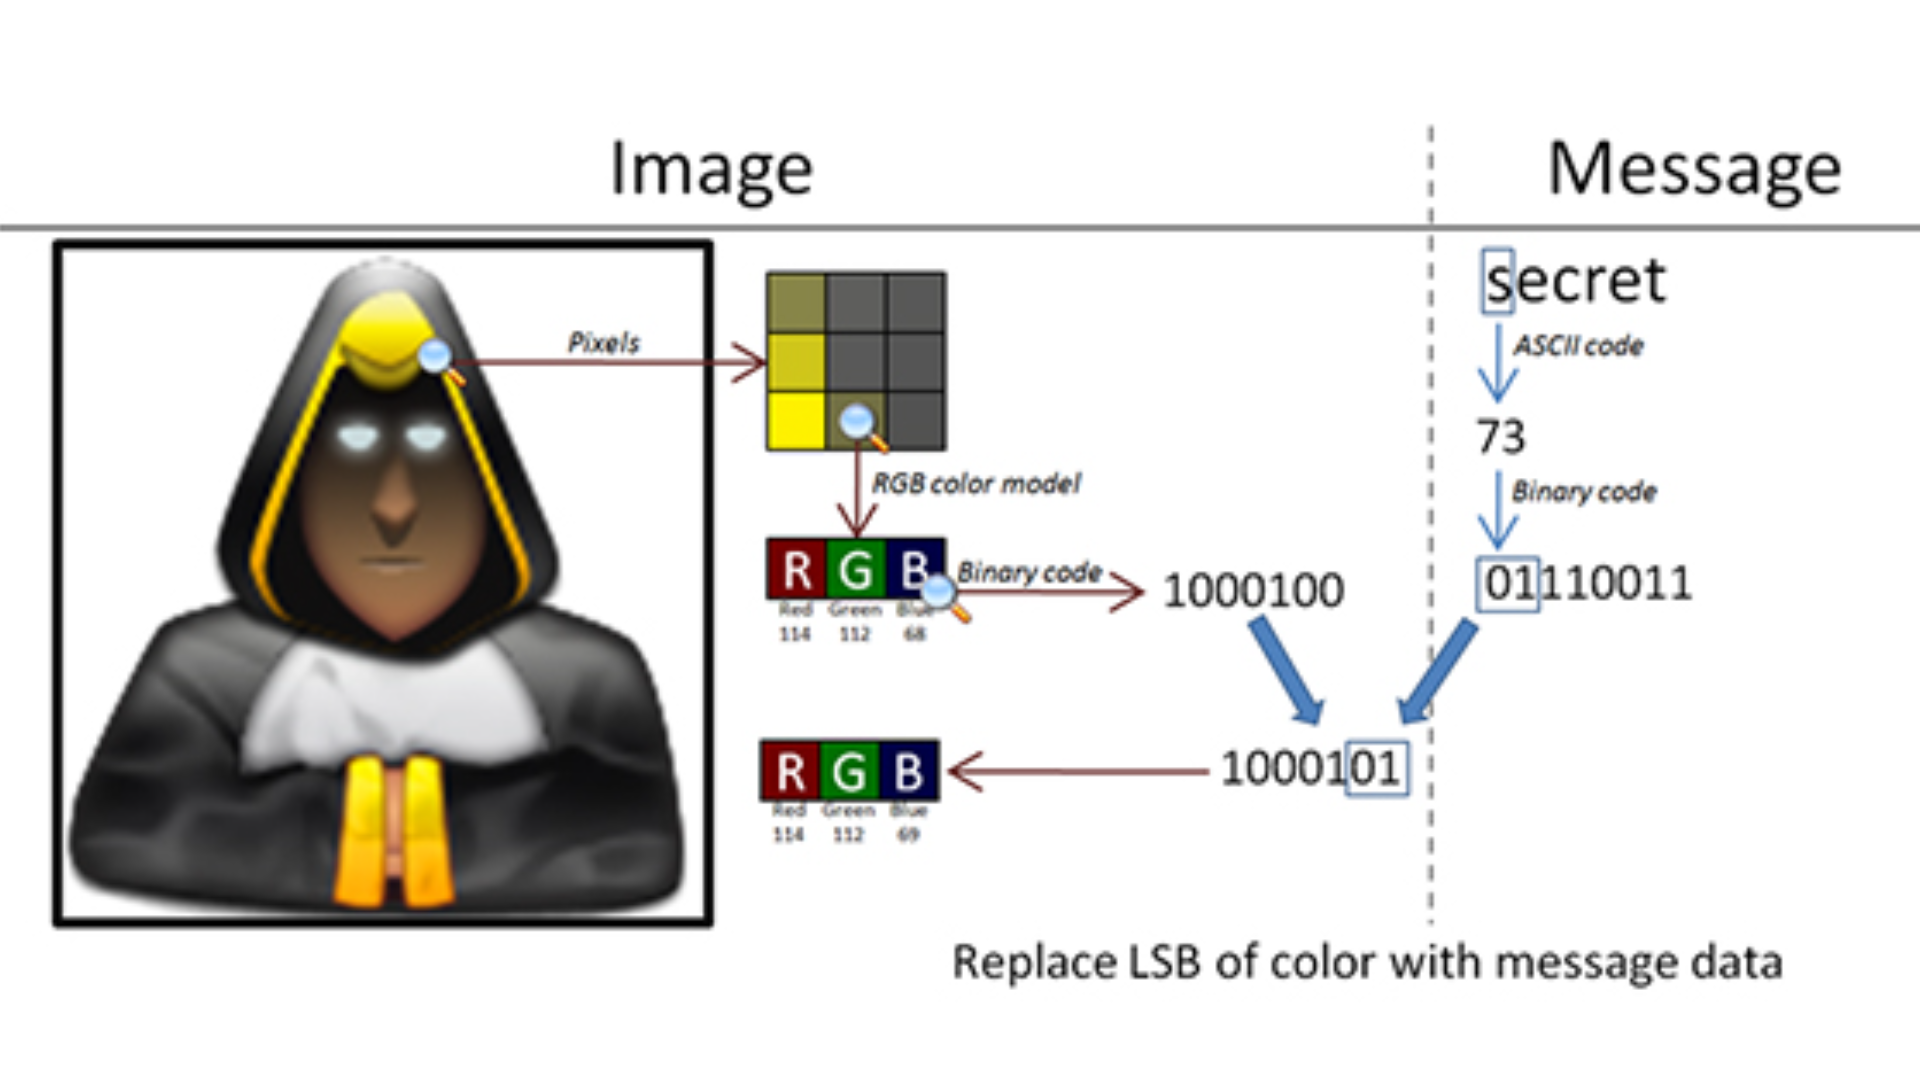 Image
Message
secret
ASCII code
73
Binary code
01110011
Pixels
RGB color model
R G B
Red Green Blue
114 112 68
Binary code
1000100
1000101
R G B
Red Green Blue
114 112 69
Replace LSB of color with message data